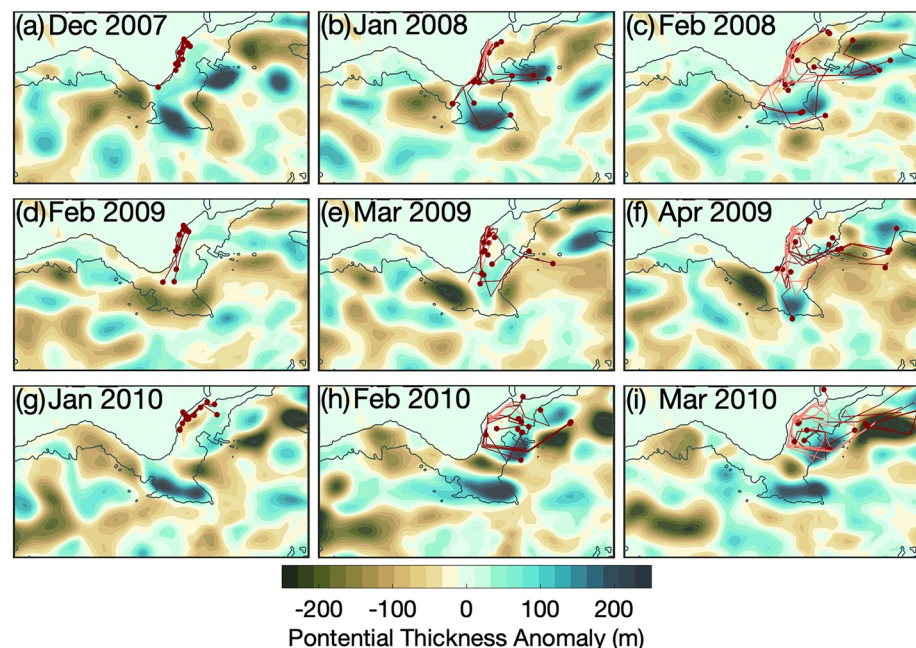 (a) Dec 2007
(b) Jan 2008
(c) Feb 2008
(d) Feb 2009
(e) Mar 2009
(f) Apr 2009
(g) Jan 2010
(h) Feb 2010
(i) Mar 2010
-200 -100 0 100 200
Pontential Thickness Anomaly (m)